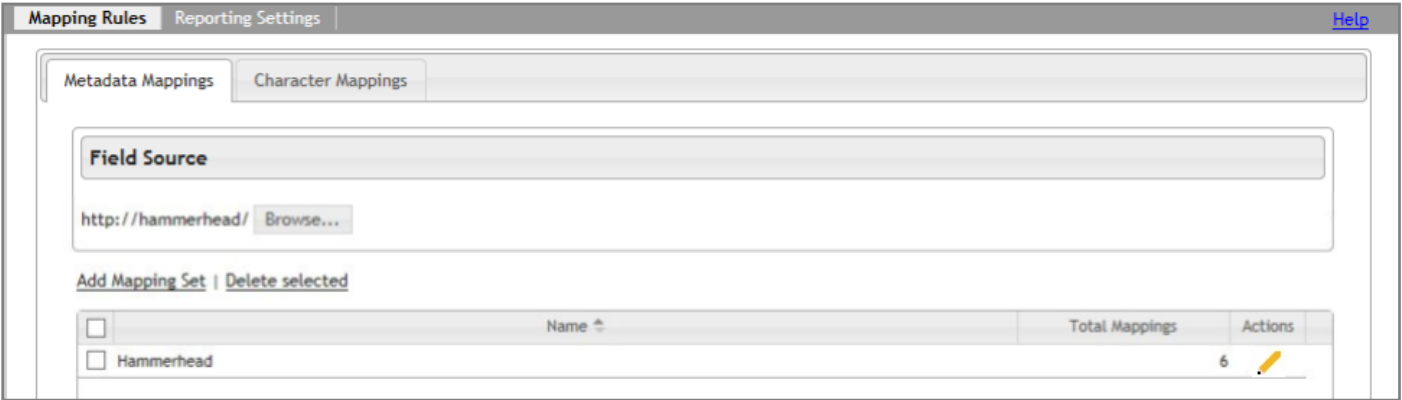 Mapping Rules Reporting Settings Help
Metadata Mappings Character Mappings
Field Source
http://hammerhead/ Browse...
Add Mapping Set | Delete selected
Name Total Mappings Actions
Hammerhead 6